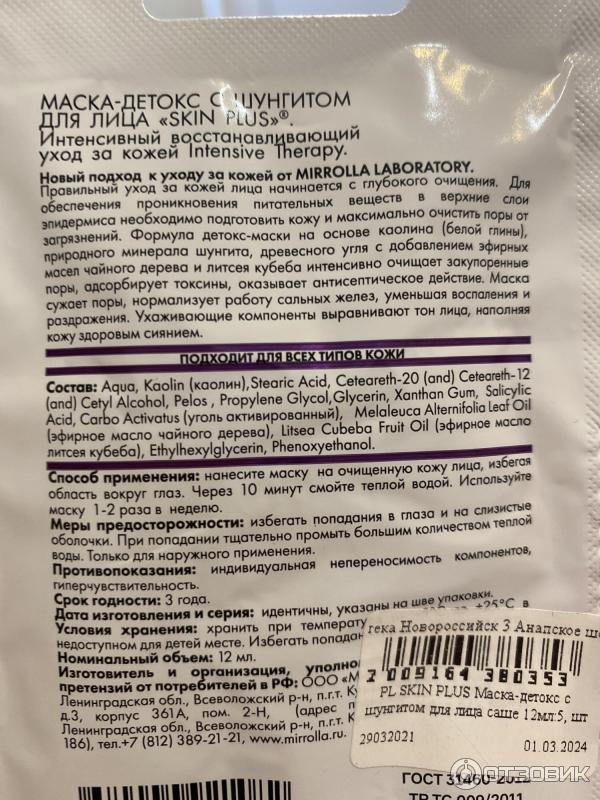 МАСКА-ДЕТОКС С ШУНГИТОМ
ДЛЯ ЛИЦА «SKIN PLUS»®.
Интенсивный восстанавливающий
уход за кожей Intensive Therapy.
Новый подход к уходу за кожей от MIRROLLA LABORATORY.
Правильный уход за кожей лица начинается с глубокого очищения. Для
обеспечения проникновения питательных веществ в верхние слои
эпидермиса необходимо подготовить кожу и максимально очистить поры от
загрязнений. Формула детокс-маски на основе каолина (белой глины),
природного минерала шунгита, древесного угля с добавлением эфирных
масел чайного дерева и литсея кубеба интенсивно очищает закупоренные
поры, адсорбирует токсины, оказывает антисептическое действие. Маска
сужает поры, нормализует работу сальных желез, уменьшая воспаления и
раздражения. Ухаживающие компоненты выравнивают тон лица, наполняя
кожу здоровым сиянием.
ПОДХОДИТ ДЛЯ ВСЕХ ТИПОВ КОЖИ
Состав: Aqua, Kaolin (каолин),Stearic Acid, Ceteareth-20 (and) Ceteareth-12
(and) Cetyl Alcohol, Pelos , Propylene Glycol,Glycerin, Xanthan Gum, Salicylic
Acid, Carbo Activatus (уголь активированный), Melaleuca Alternifolia Leaf Oil
(эфирное масло чайного дерева), Litsea Cubeba Fruit Oil (эфирное масло
литсея кубеба), Ethylhexylglycerin, Phenoxyethanol.
Способ применения: нанесите маску на очищенную кожу лица, избегая
область вокруг глаз. Через 10 минут смойте теплой водой. Используйте
маску 1-2 раза в неделю.
Меры предосторожности: избегать попадания в глаза и на слизистые
оболочки. При попадании тщательно промыть большим количеством теплой
воды. Только для наружного применения.
Противопоказания: индивидуальная непереносимость компонентов,
гиперчувствительность.
Срок годности: 3 года.
Дата изготовления и серия: идентичны, указаны на шве упаковки.
Условия хранения: хранить при температу +25°С в
недоступном для детей месте. Избегать попадан
Номинальный объем: 12 мл.
Изготовитель и организация, уполно
претензий от потребителей в РФ: ООО «М
Ленинградская обл., Всеволожский р-н, п.г.т. Ку
д.3, корпус 361А, пом. 2-Н, (адрес п
Ленинградская обл., Всеволожский р-н, п.г.т. К
186), тел.+7 (812) 389-21-21, www.mirrolla.ru.
тека Новороссийск 3 Анапское ш
2 009164 380353
PL SKIN PLUS Маска-детокс с
шунгитом для лица саше 12мл:5, шт
29032021 01.03.2024
ГОСТ 31460-2012
ТР ТС 009/2011
ОТЗОВИК